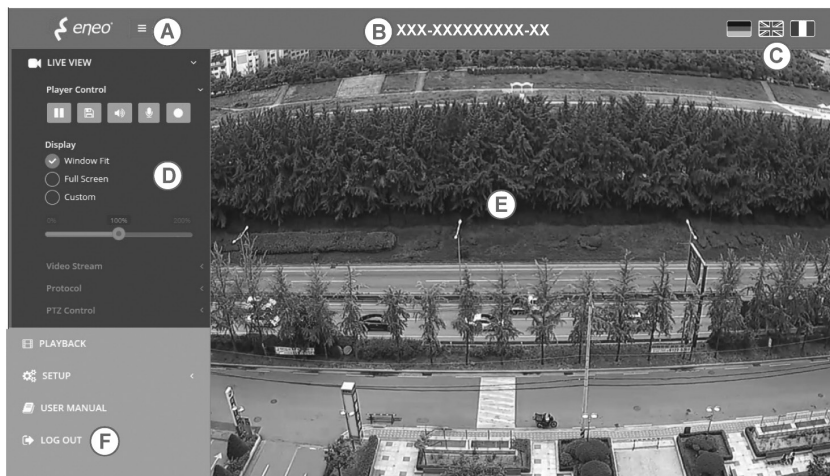 eneo
A
B
XXX-XXXXXXXXX-XX
C
LIVE VIEW
Player Control
Display
Window Fit
Full Screen
Custom
D
0% 100% 200%
E
Video Stream
Protocol
PTZ Control
PLAYBACK
SETUP
USER MANUAL
LOG OUT
F